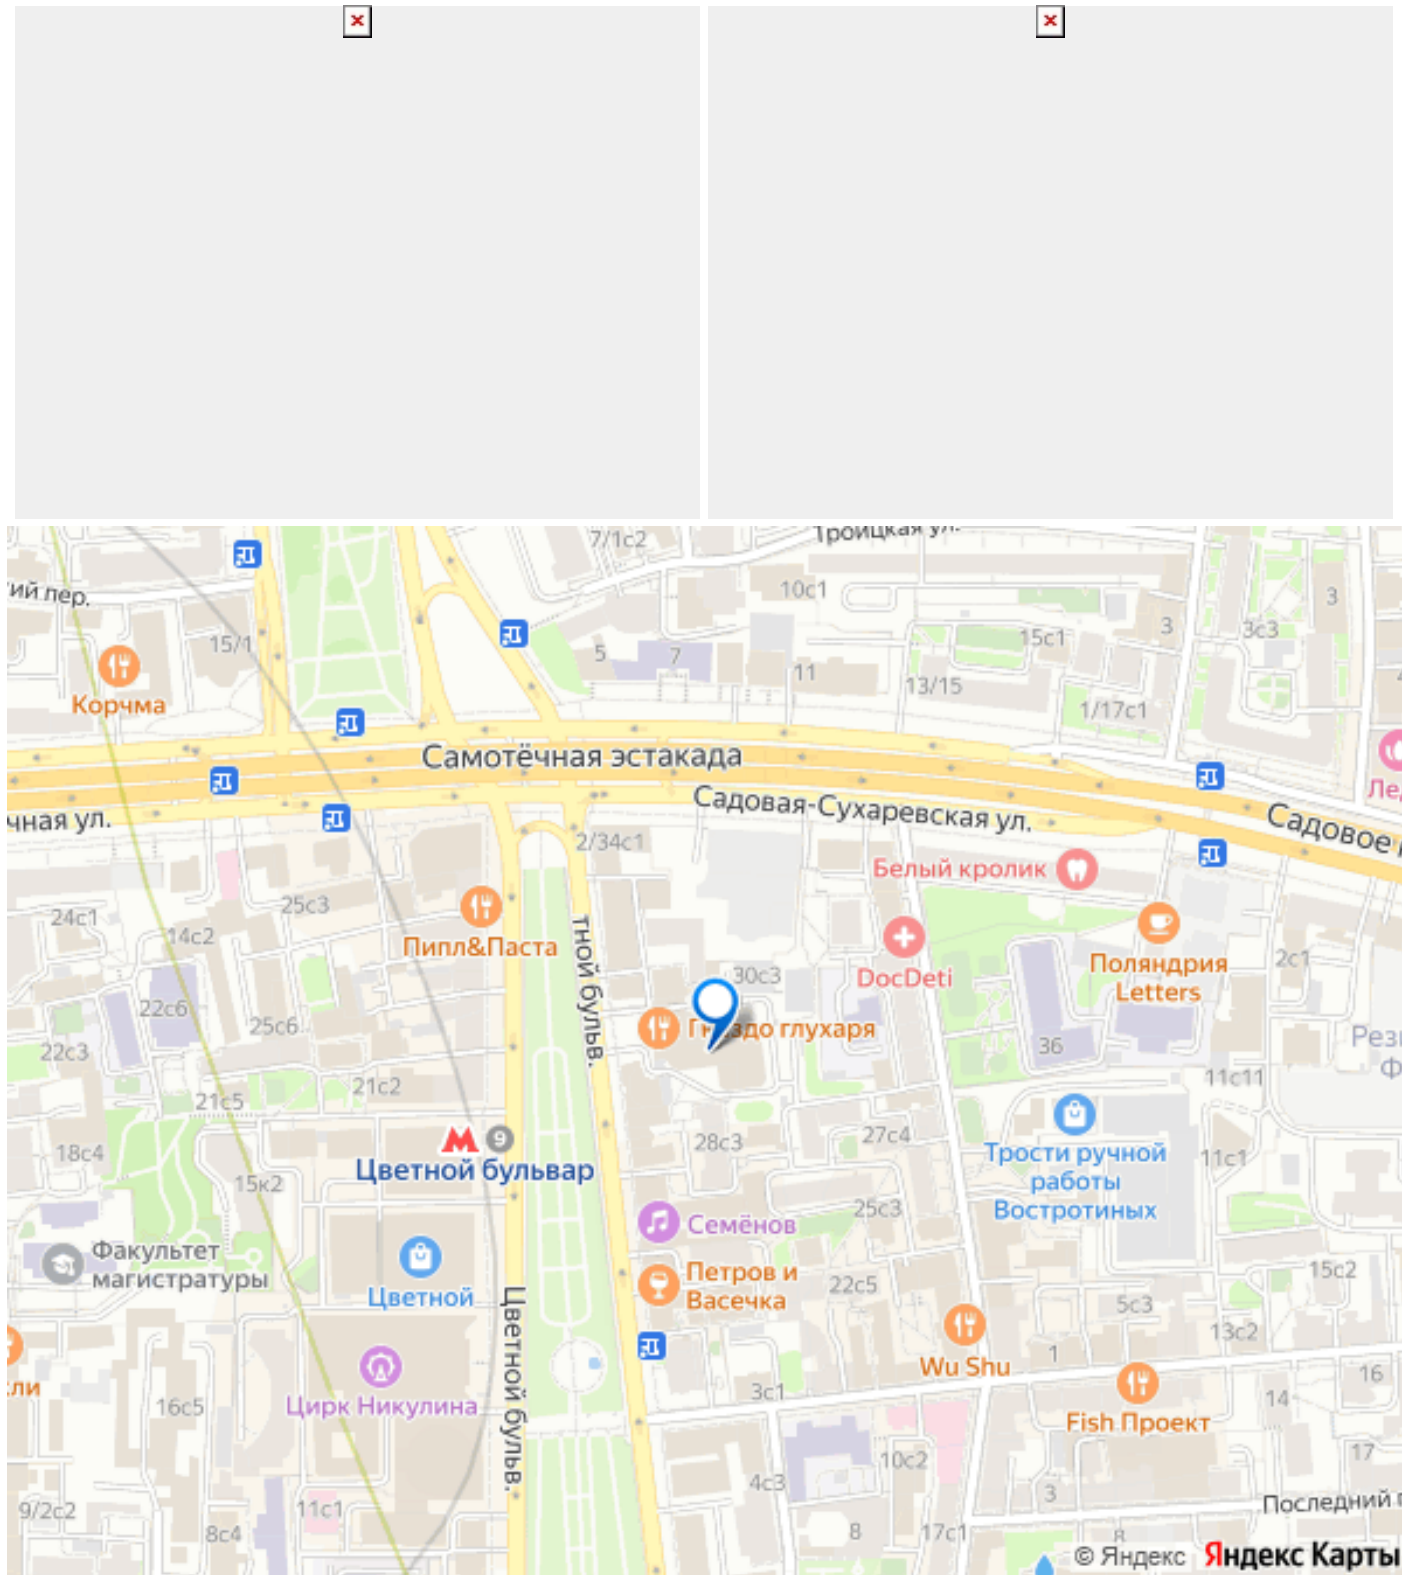 7/1с2
Троицкая ул.
ий пер.
10с1
3
3
3с3
15/1
5
7
15с1
11
13/15
Корчма
1/17с1
Самотёчная эстакада
Садовая-Сухаревская ул.
Садовое
чная ул.
2/34с1
Белый кролик
24с1
25с3
14с2
Пипл&Паста
тной бульв.
DocDeti
Поляндрия
Letters
2с1
30с3
22с6
25с6
Гнездо глухаря
22с3
36
21с2
11с11
21с5
9
Цветной бульвар
28с3
27с4
18с4
15к2
Трости ручной
работы
Востротиных
11с1
25с3
Семёнов
Факультет
магистратуры
Цветной
Петров и
Васечка
22с5
15с2
5с3
13с2
Цветной бульв.
Wu Shu
1
Цирк Никулина
3с1
16
14
16с5
Fish Проект
17
10с2
4с3
3
9/2с2
11с1
8с4
8
17с1
8
Последний
© Яндекс Яндекс Карты